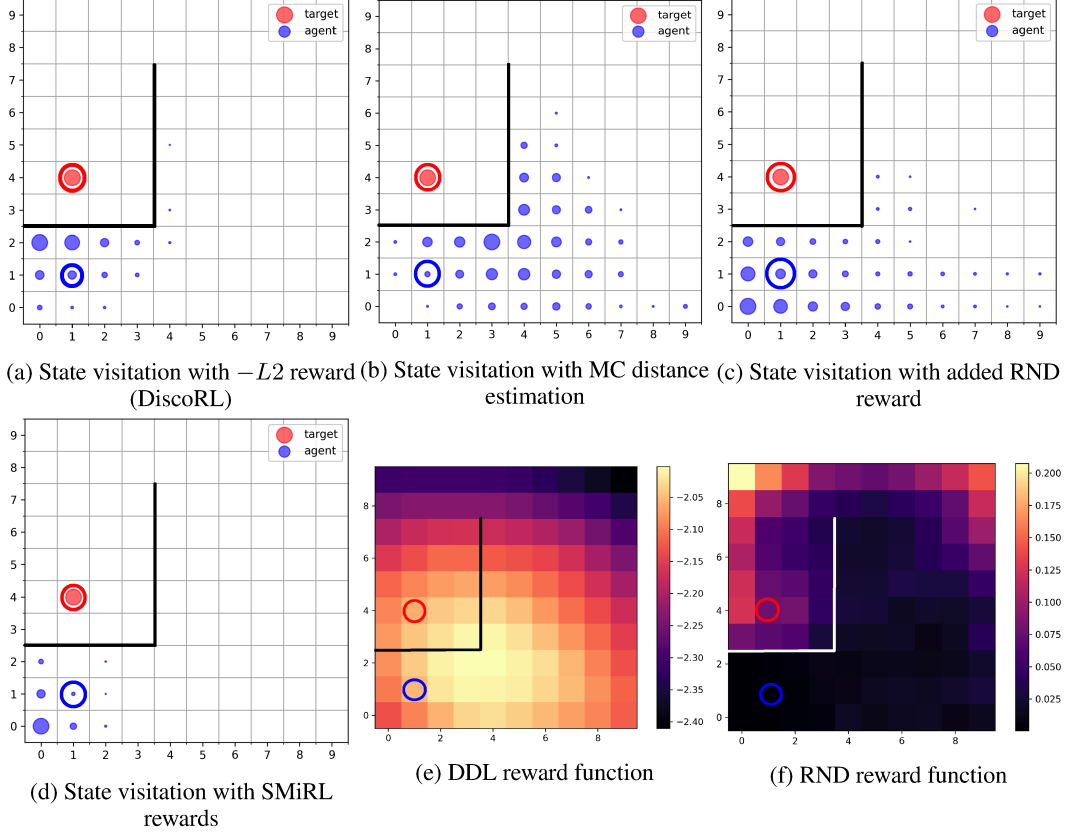 9
8
7
6
5
4
3
2
1
0
0 1 2 3 4 5 6 7 8 9
target
agent
(a) State visitation with −L2 reward
(DiscoRL)
9
8
7
6
5
4
3
2
1
0
0 1 2 3 4 5 6 7 8 9
target
agent
(b) State visitation with MC distance
estimation
9
8
7
6
5
4
3
2
1
0
0 1 2 3 4 5 6 7 8 9
target
agent
(c) State visitation with added RND
reward
9
8
7
6
5
4
3
2
1
0
0 1 2 3 4 5 6 7 8 9
target
agent
(d) State visitation with SMiRL
rewards
8
6
4
2
0
0 2 4 6 8
−2.05
−2.10
−2.15
−2.20
−2.25
−2.30
−2.35
−2.40
(e) DDL reward function
8
6
4
2
0
0 2 4 6 8
0.200
0.175
0.150
0.125
0.100
0.075
0.050
0.025
(f) RND reward function